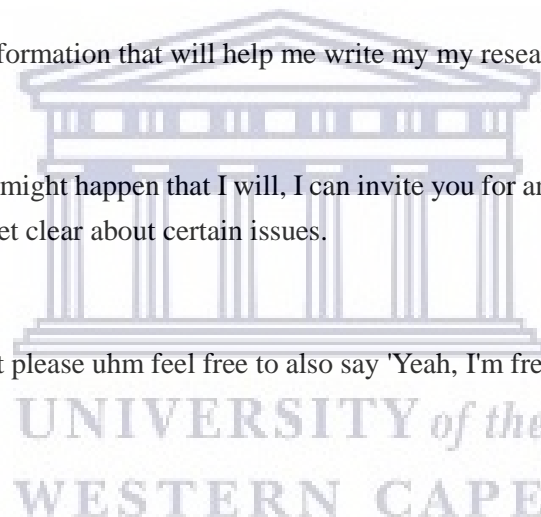 formation that will help me write my my resea
might happen that I will, I can invite you for an
et clear about certain issues.
t please uhm feel free to also say 'Yeah, I'm fre
UNIVERSITY of the
WESTERN CAPE